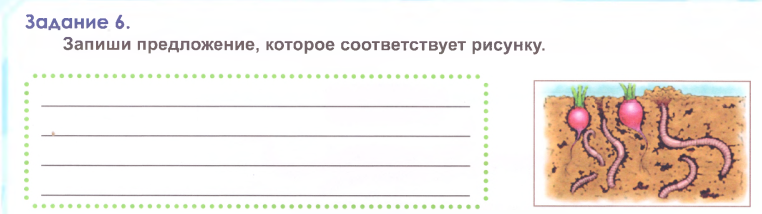 Задание 6.
Запиши предложение, которое соответствует рисунку.